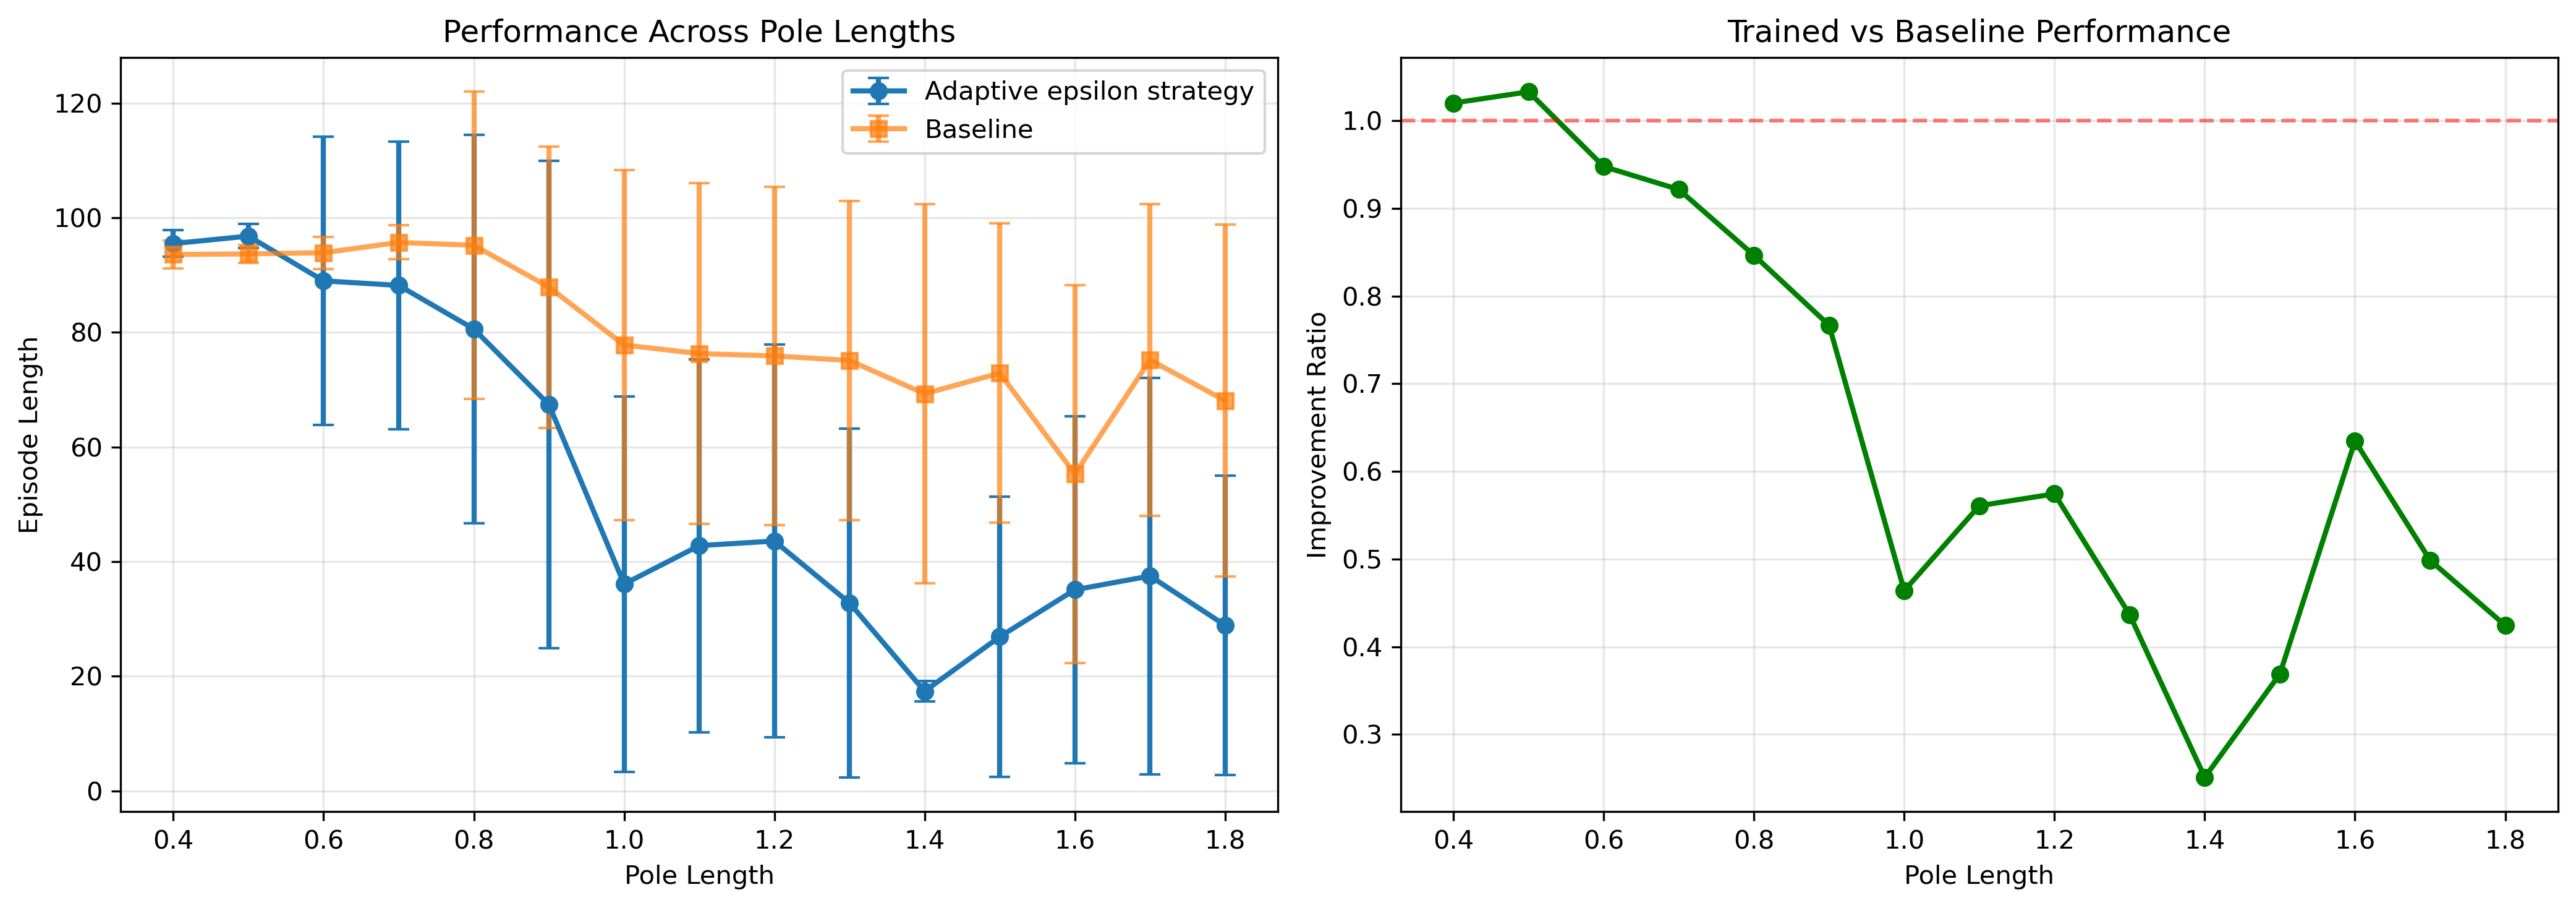 Performance Across Pole Lengths
Adaptive epsilon strategy
Baseline
Episode Length
120
100
80
60
40
20
0
0.4 0.6 0.8 1.0 1.2 1.4 1.6 1.8
Pole Length
Trained vs Baseline Performance
Improvement Ratio
1.0
0.9
0.8
0.7
0.6
0.5
0.4
0.3
0.4 0.6 0.8 1.0 1.2 1.4 1.6 1.8
Pole Length